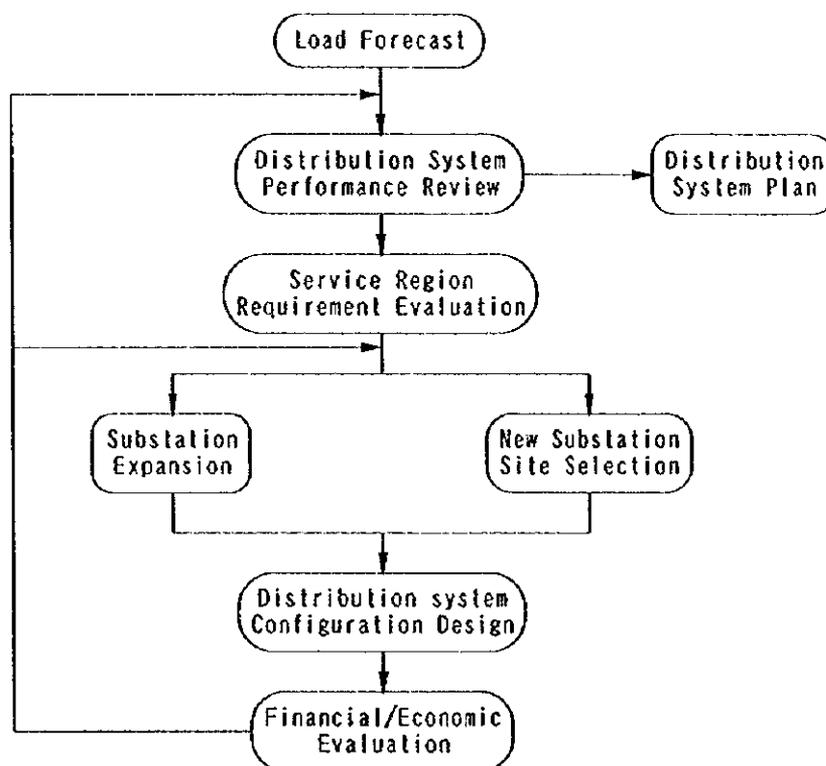 Load Forecast
Distribution System
Performance Review
Distribution
System Plan
Service Region
Requirement Evaluation
Substation
Expansion
New Substation
Site Selection
Distribution system
Configuration Design
Financial/Economic
Evaluation